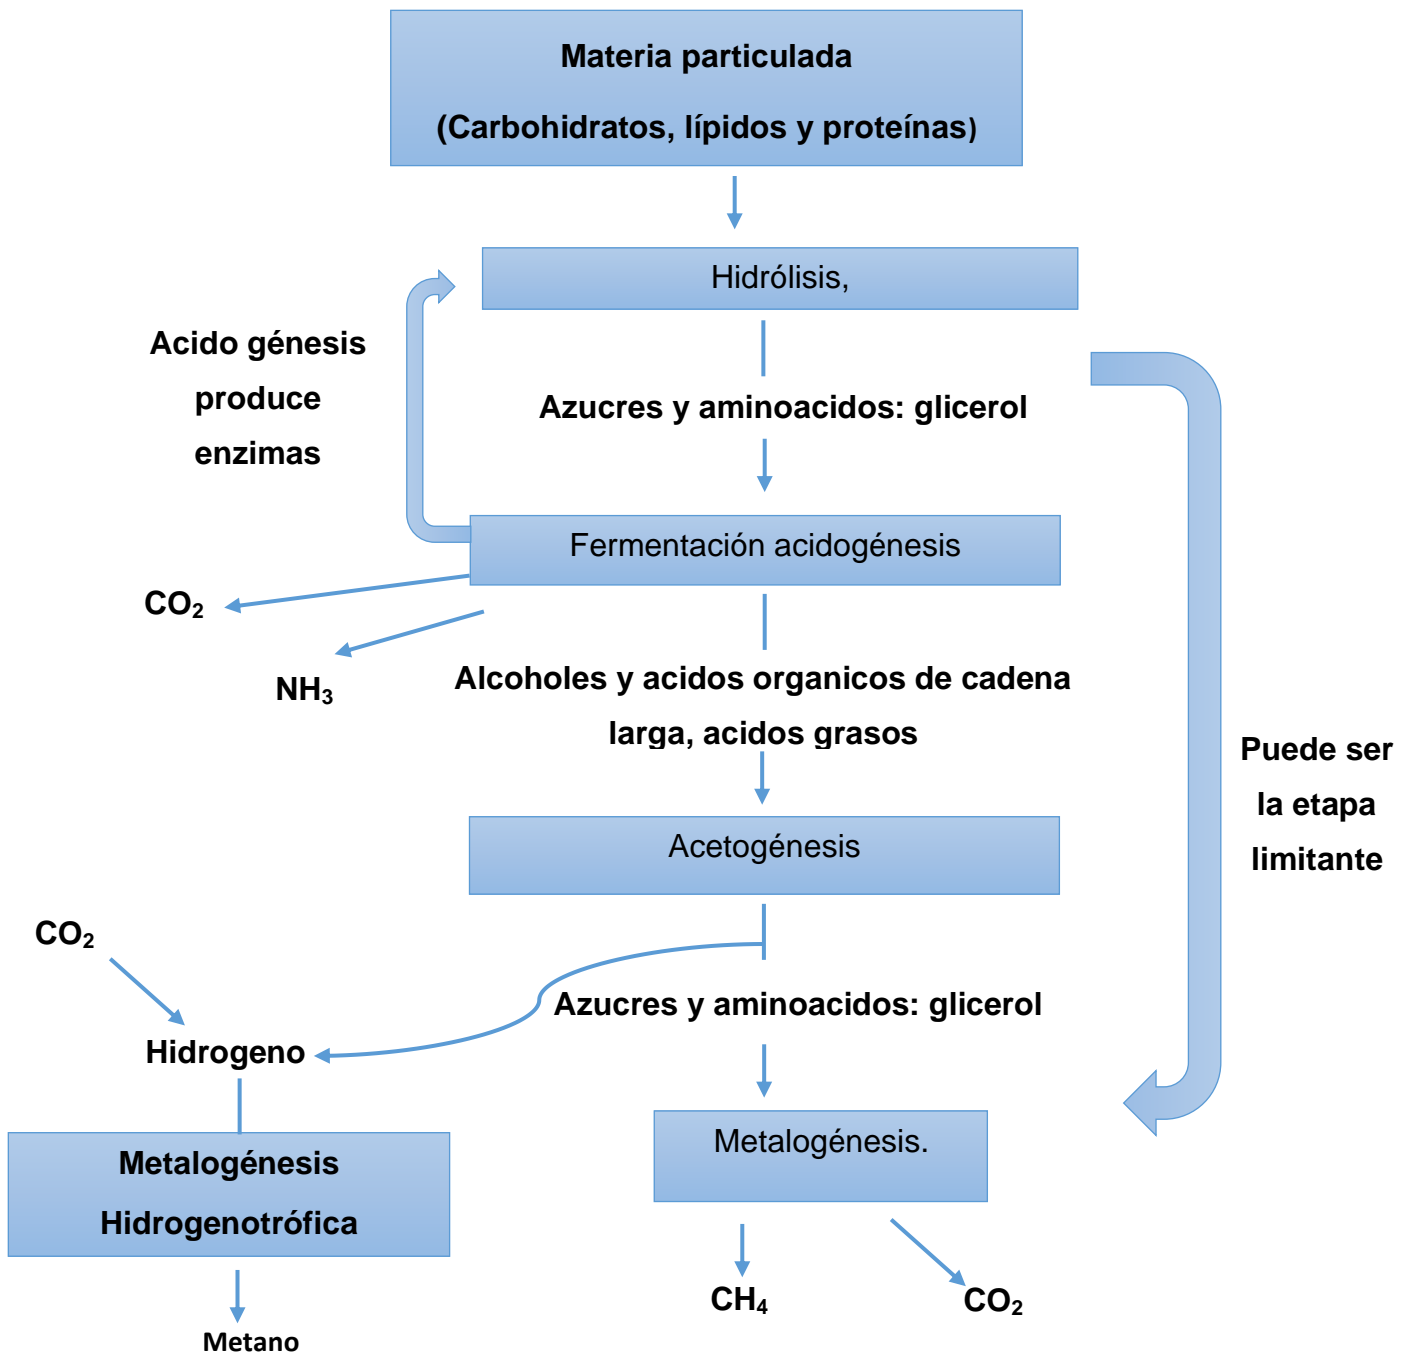 Materia particulada
(Carbohidratos, lípidos y proteínas)
Hidrólisis,
Acido génesis
produce
enzimas
Azucres y aminoacidos: glicerol
Fermentación acidogénesis
CO₂
NH₃
Alcoholes y acidos organicos de cadena
larga, acidos grasos
Puede ser
la etapa
limitante
Acetogénesis
CO₂
Azucres y aminoacidos: glicerol
Hidrogeno
Metalogénesis.
Metalogénesis
Hidrogenotrófica
CH₄
CO₂
Metano